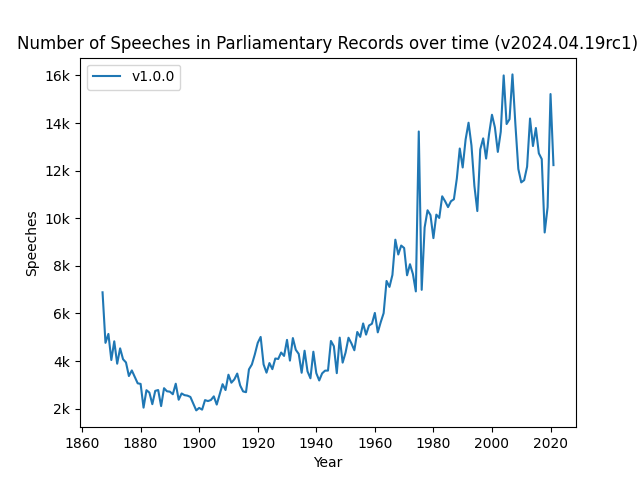 Number of Speeches in Parliamentary Records over time (v2024.04.19rc1)
v1.0.0
16k
14k
12k
10k
8k
6k
4k
2k
Speeches
1860 1880 1900 1920 1940 1960 1980 2000 2020
Year